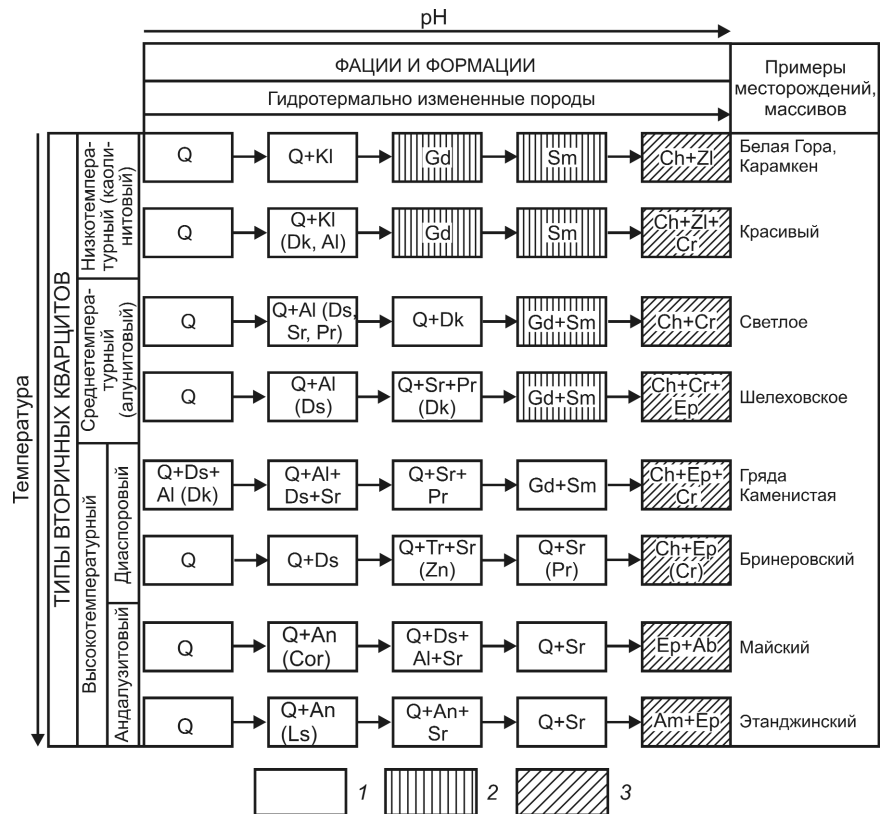 pH
ФАЦИИ И ФОРМАЦИИ
Гидротермально измененные породы
Примеры
месторождений,
массивов
Температура
ТИПЫ ВТОРИЧНЫХ КВАРЦИТОВ
Низкотемпера-
турный (каоли-
нитовый)
Q
Q+Kl
Gd
Sm
Ch+Zl
Белая Гора,
Карамкен
Q
Q+Kl
(Dk, Al)
Gd
Sm
Ch+Zl+
Cr
Красивый
Среднетемпера-
турный
(алунитовый)
Q
Q+Al (Ds,
Sr, Pr)
Q+Dk
Gd+Sm
Ch+Cr
Светлое
Q
Q+Al
(Ds)
Q+Sr+Pr
(Dk)
Gd+Sm
Ch+Cr+
Ep
Шелеховское
Высокотемпературный
Диаспоровый
Q+Ds+
Al (Dk)
Q+Al+
Ds+Sr
Q+Sr+
Pr
Gd+Sm
Ch+Ep+
Cr
Гряда
Каменистая
Q
Q+Ds
Q+Tr+Sr
(Zn)
Q+Sr
(Pr)
Ch+Ep
(Cr)
Бринеровский
Андалузитовый
Q
Q+An
(Cor)
Q+Ds+
Al+Sr
Q+Sr
Ep+Ab
Майский
Q
Q+An
(Ls)
Q+An+
Sr
Q+Sr
Am+Ep
Этанджинский
1
2
3